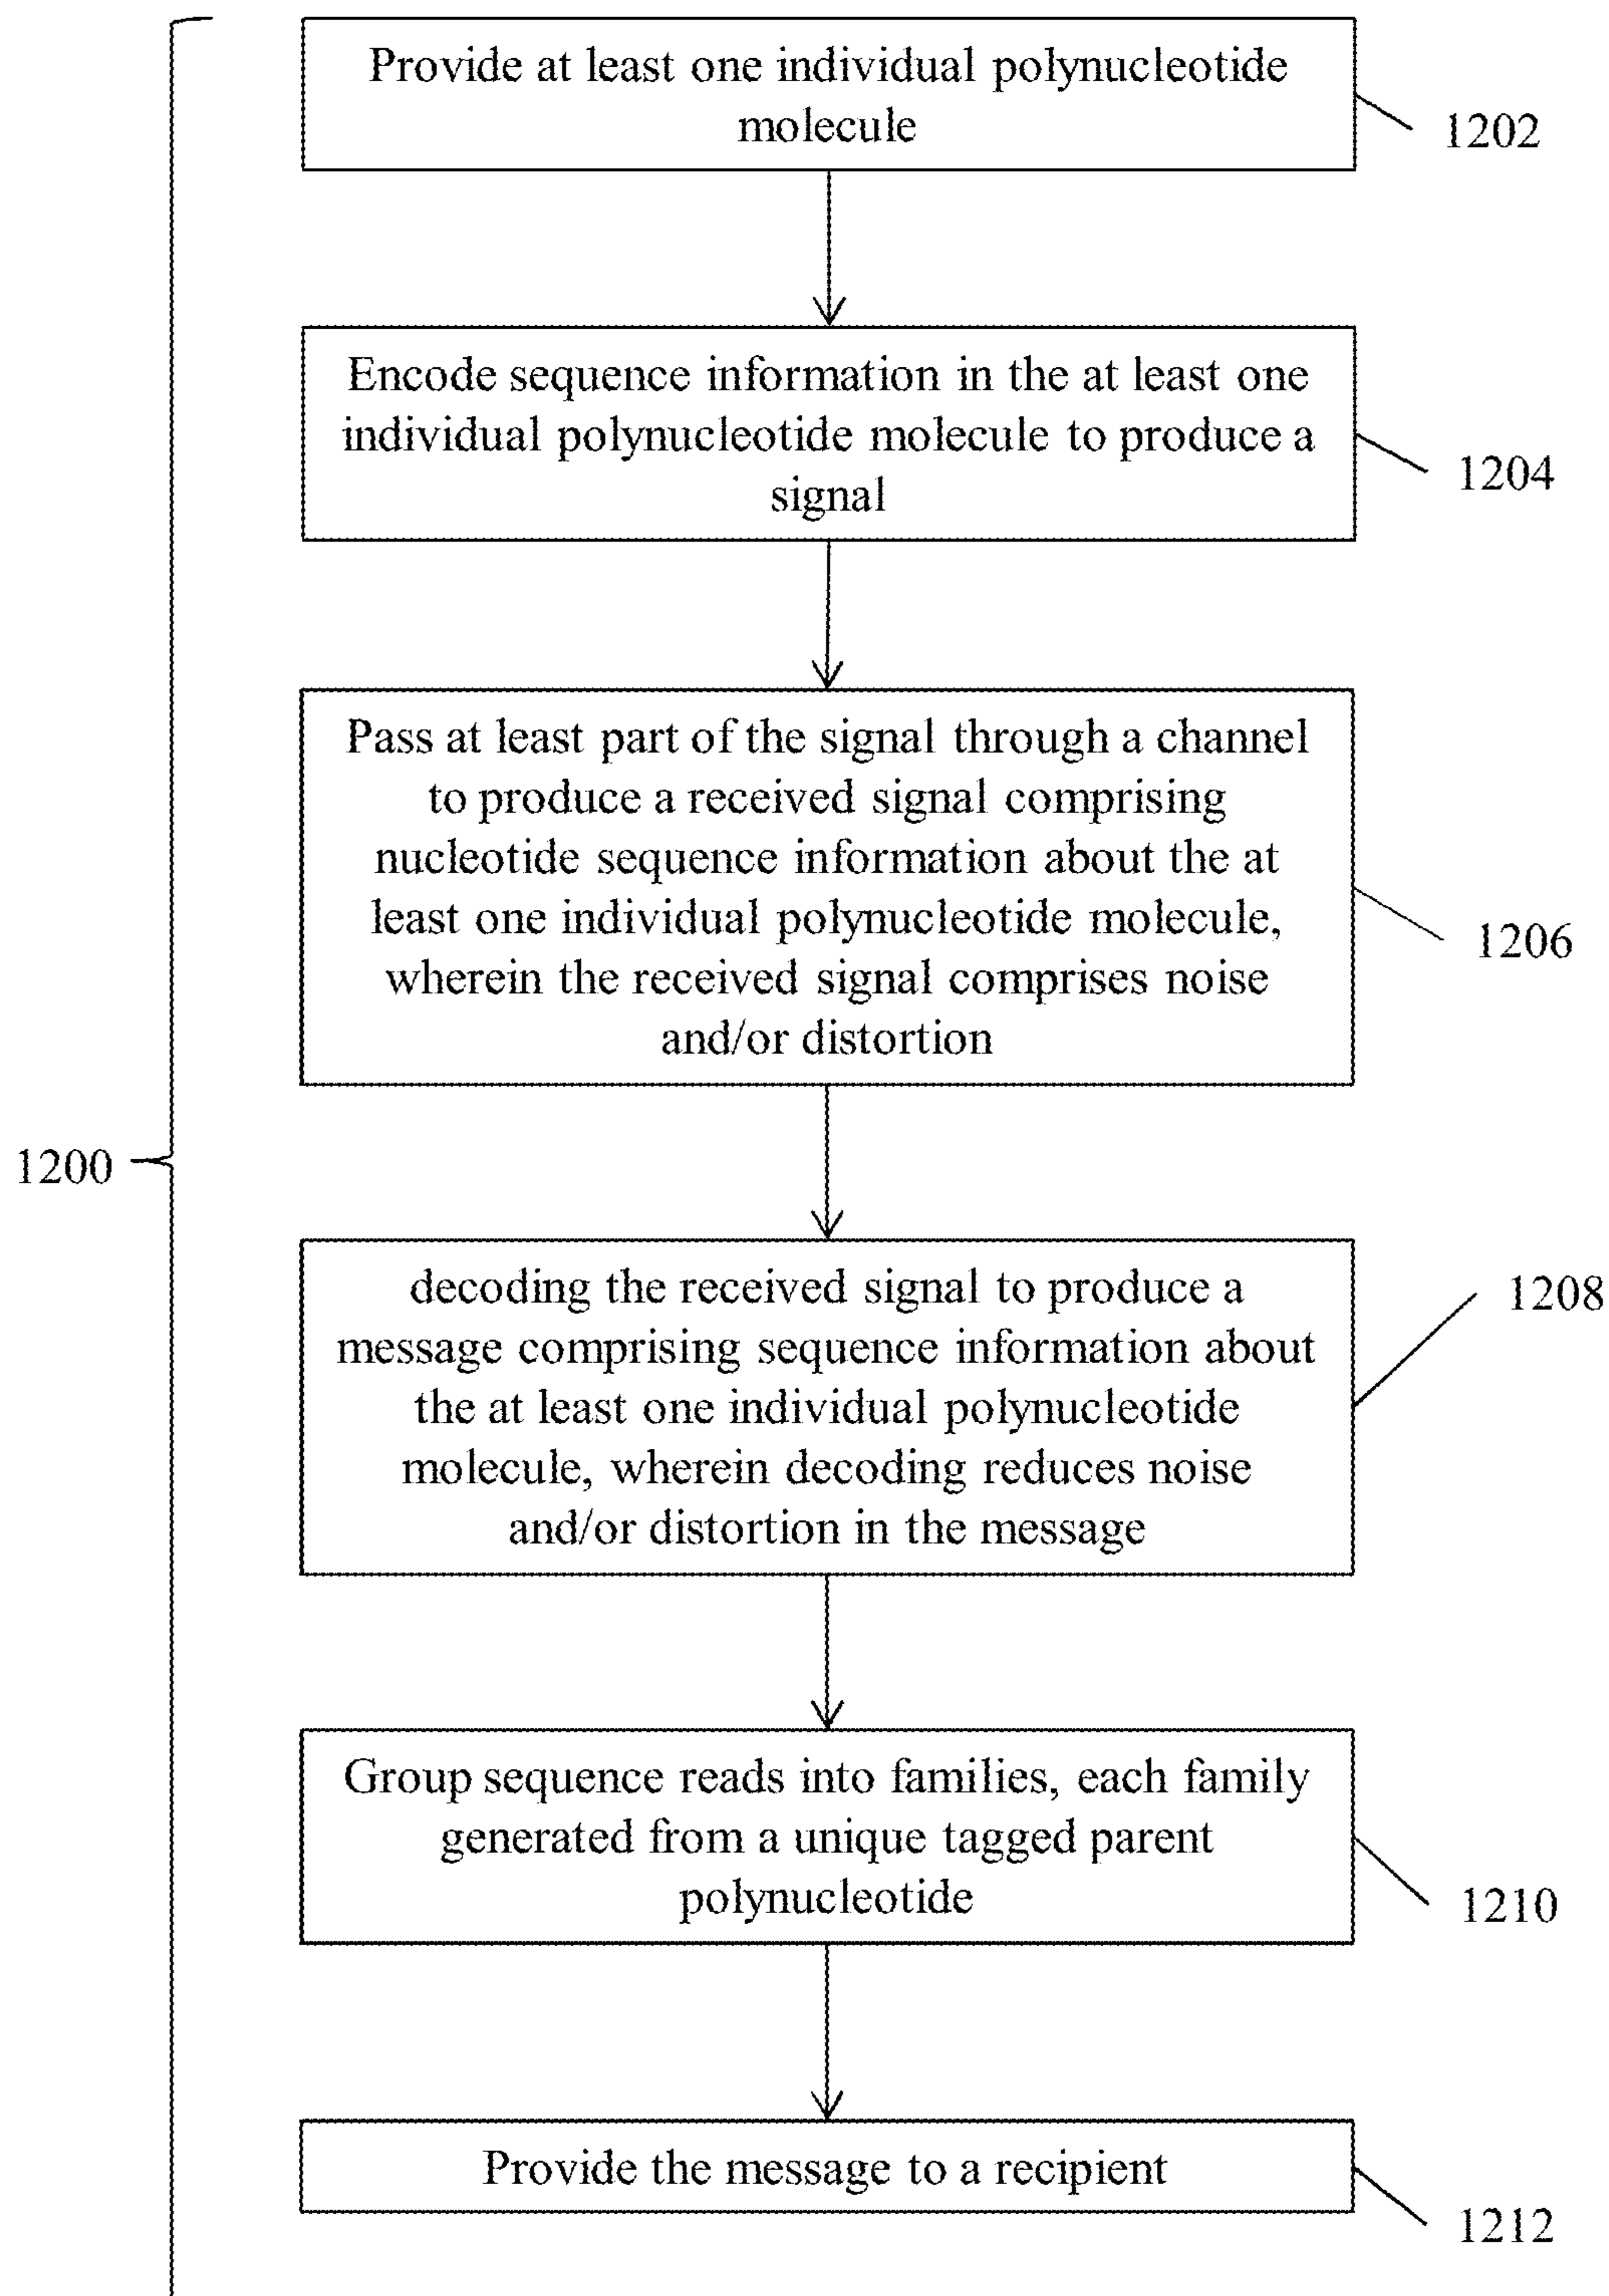 Provide at least one individual polynucleotide
molecule
1202
Encode sequence information in the at least one
individual polynucleotide molecule to produce a
signal
1204
Pass at least part of the signal through a channel
to produce a received signal comprising
nucleotide sequence information about the at
least one individual polynucleotide molecule,
wherein the received signal comprises noise
and/or distortion
1206
1200
decoding the received signal to produce a
message comprising sequence information about
the at least one individual polynucleotide
molecule, wherein decoding reduces noise
and/or distortion in the message
1208
Group sequence reads into families, each family
generated from a unique tagged parent
polynucleotide
1210
Provide the message to a recipient
1212